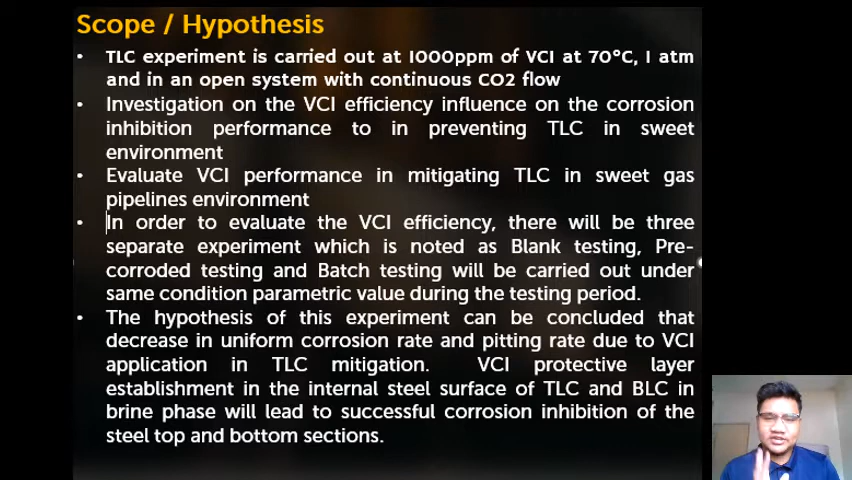 Scope / Hypothesis
• TLC experiment is carried out at 1000ppm of VCI at 70°C, 1 atm
and in an open system with continuous CO2 flow
• Investigation on the VCI efficiency influence on the corrosion
inhibition performance to in preventing TLC in sweet
environment
• Evaluate VCI performance in mitigating TLC in sweet gas
pipelines environment
• In order to evaluate the VCI efficiency, there will be three
separate experiment which is noted as Blank testing, Pre-
corroded testing and Batch testing will be carried out under
same condition parametric value during the testing period.
• The hypothesis of this experiment can be concluded that
decrease in uniform corrosion rate and pitting rate due to VCI
application in TLC mitigation. VCI protective layer
establishment in the internal steel surface of TLC and BLC in
brine phase will lead to successful corrosion inhibition of the
steel top and bottom sections.